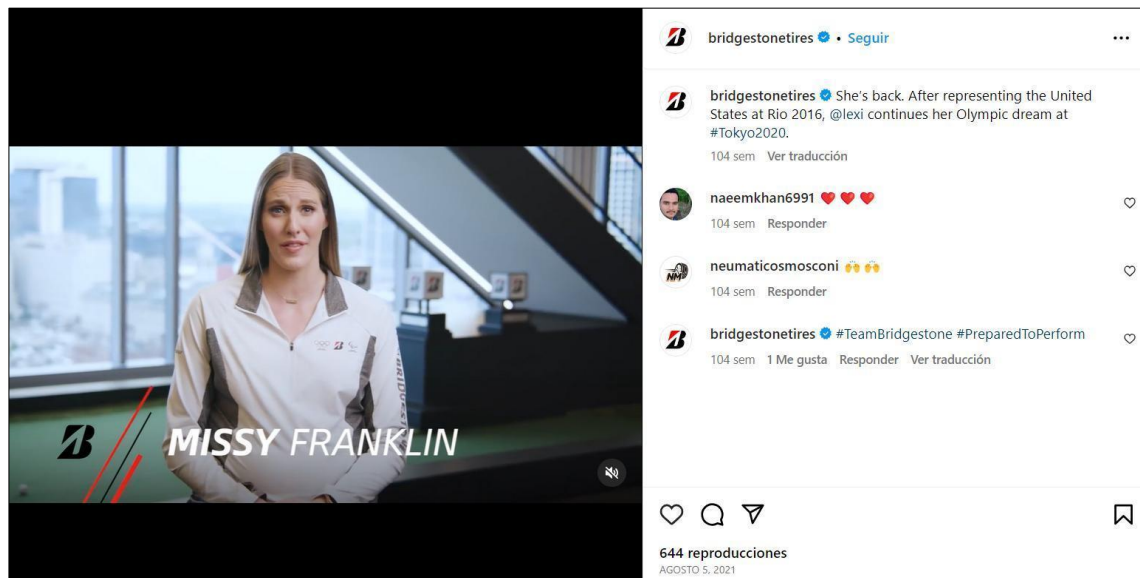 bridgestonetires • Seguir
bridgestonetires She's back. After representing the United
States at Rio 2016, @lexi continues her Olympic dream at
#Tokyo2020.
104 sem Ver traducción
naeemkhan6991 ❤️ ❤️ ❤️
104 sem Responder
neumaticosmosconi 🙌 🙌
104 sem Responder
bridgestonetires #TeamBridgestone #PreparedToPerform
104 sem 1 Me gusta Responder Ver traducción
644 reproducciones
AGOSTO 5, 2021
B
MISSY FRANKLIN
NM
BRIDGEST